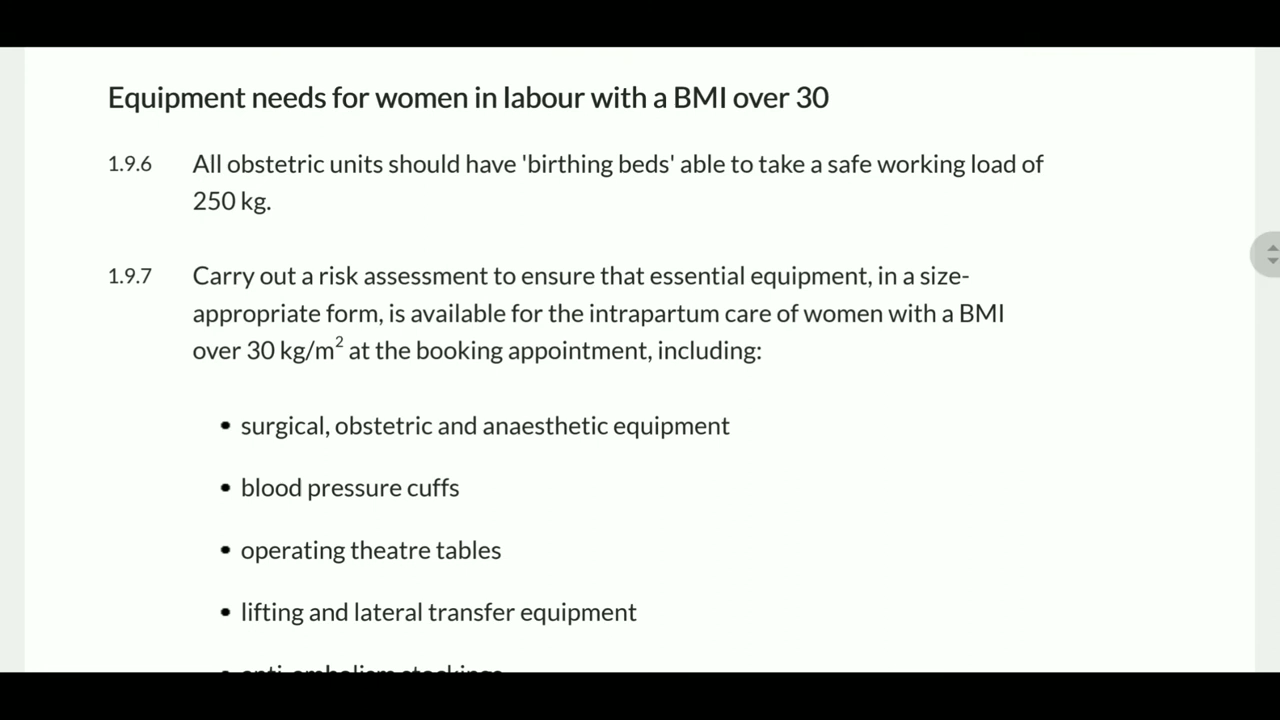 Equipment needs for women in labour with a BMI over 30
1.9.6 All obstetric units should have 'birthing beds' able to take a safe working load of
250 kg.
1.9.7 Carry out a risk assessment to ensure that essential equipment, in a size-
appropriate form, is available for the intrapartum care of women with a BMI
over 30 kg/m² at the booking appointment, including:
• surgical, obstetric and anaesthetic equipment
• blood pressure cuffs
• operating theatre tables
• lifting and lateral transfer equipment
• anti-embolism stockings